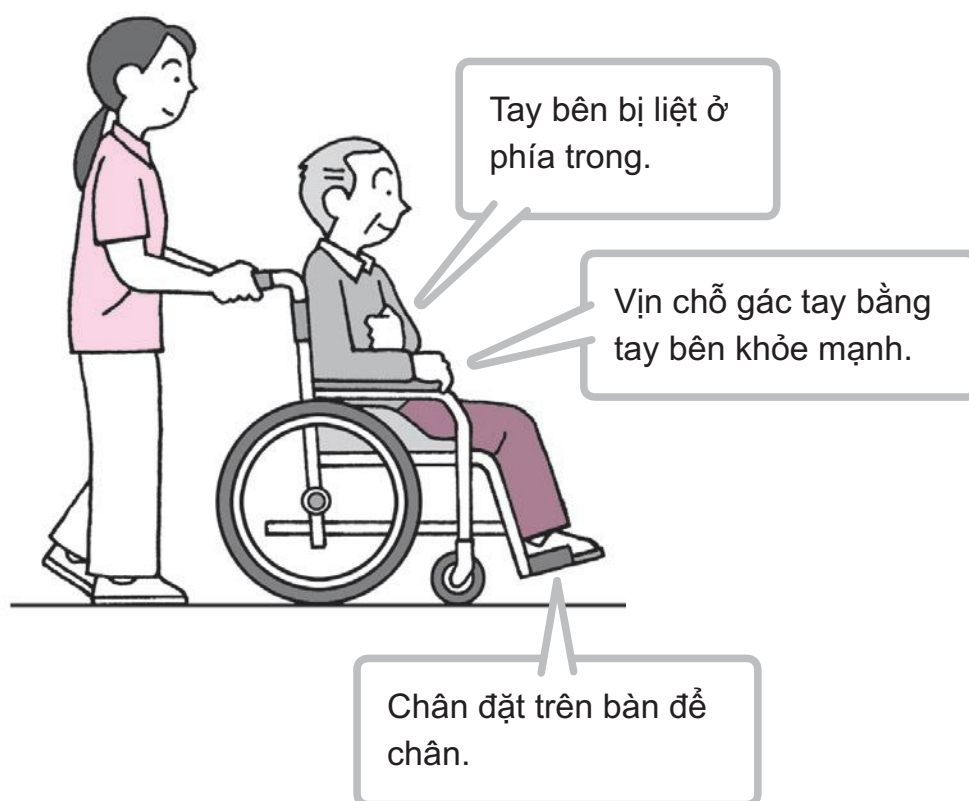 Tay bên bị liệt ở
phía trong.
Vịn chỗ gác tay bằng
tay bên khỏe mạnh.
Chân đặt trên bàn để
chân.